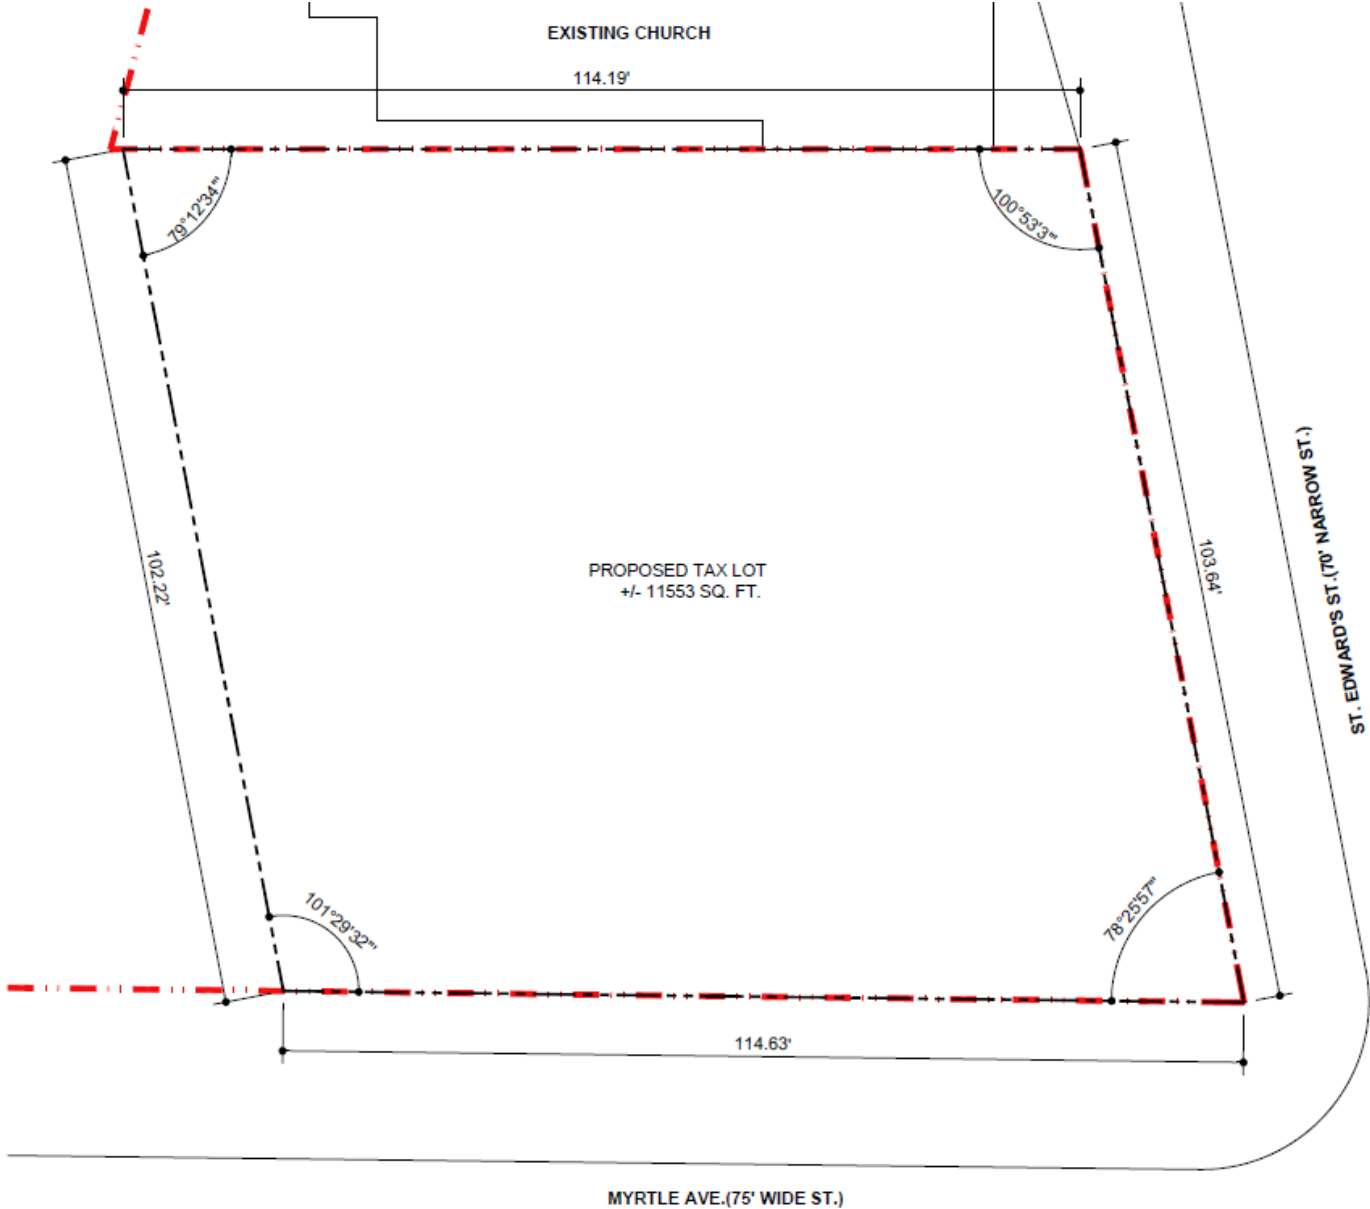 EXISTING CHURCH
114.19'
79°12'34"'
100°53'3"'
102.22'
PROPOSED TAX LOT
+/- 11553 SQ. FT.
103.64'
ST. EDWARD'S ST.(70' NARROW ST.)
101°29'32"'
78°25'57"'
114.63'
MYRTLE AVE.(75' WIDE ST.)